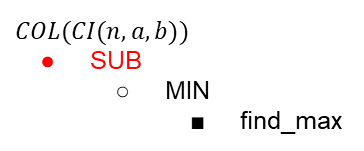 COL(CI(n, a, b))
● SUB
○ MIN
■ find_max